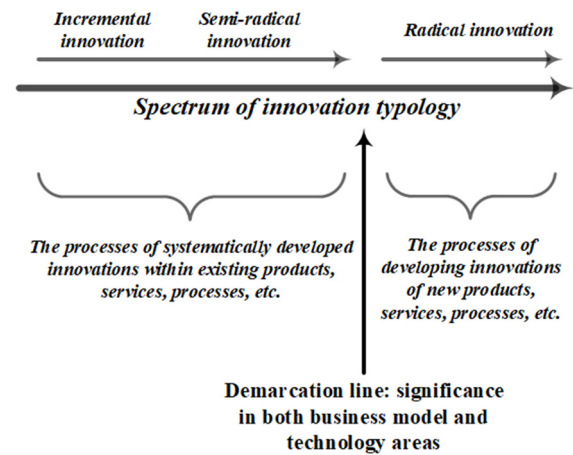 Incremental
innovation
Semi-radical
innovation
Radical innovation
Spectrum of innovation typology
The processes of systematically developed
innovations within existing products,
services, processes, etc.
The processes of
developing innovations
of new products,
services, processes, etc.
Demarcation line: significance
in both business model and
technology areas